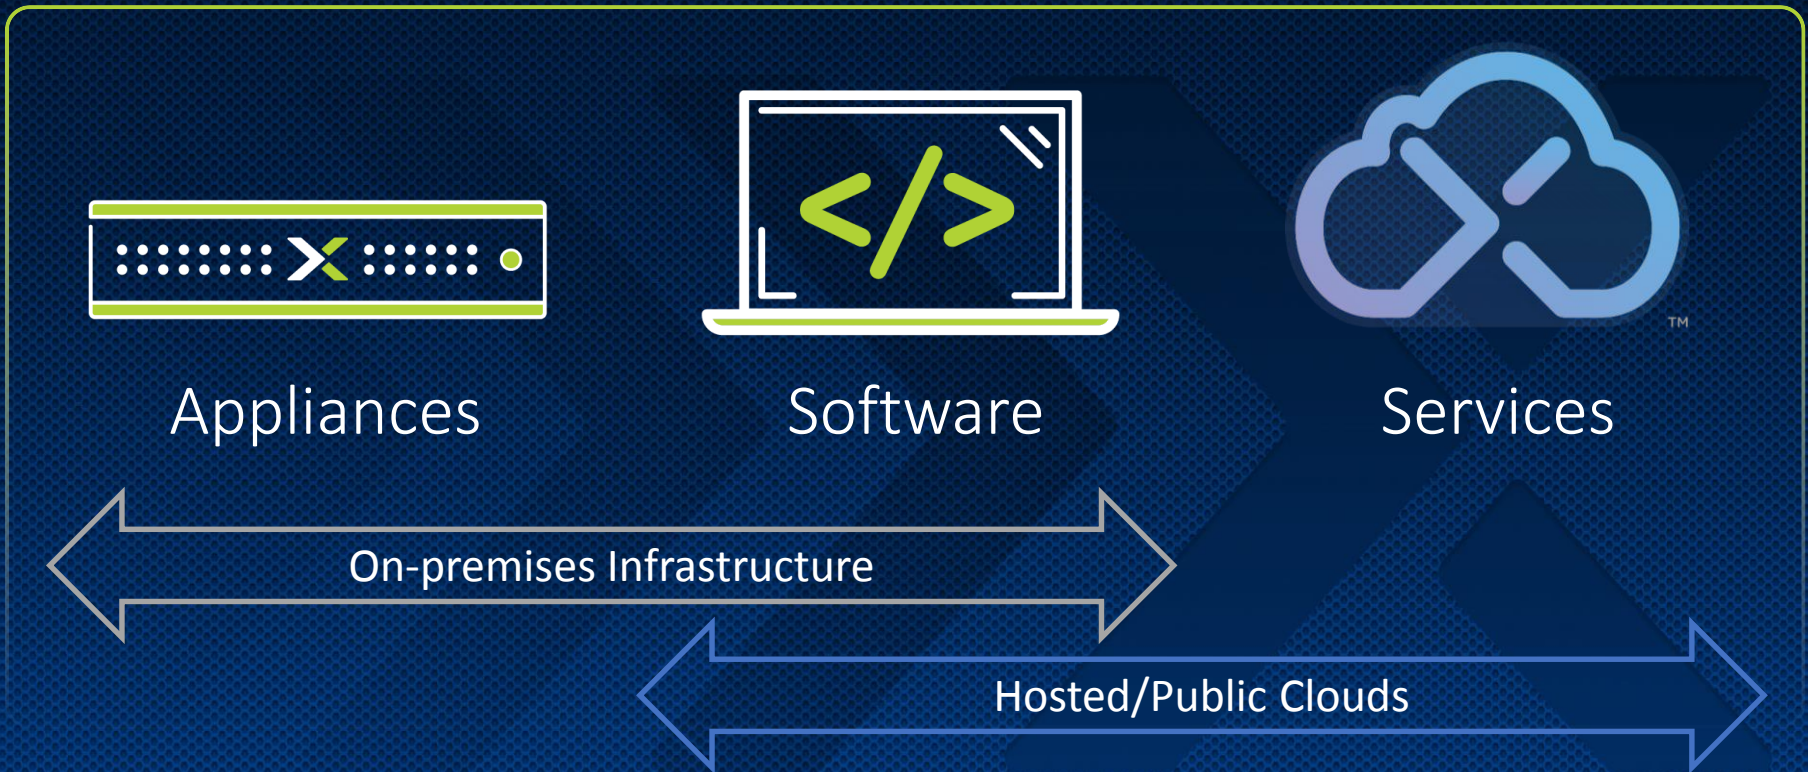 </>
TM
Appliances
Software
Services
On-premises Infrastructure
Hosted/Public Clouds